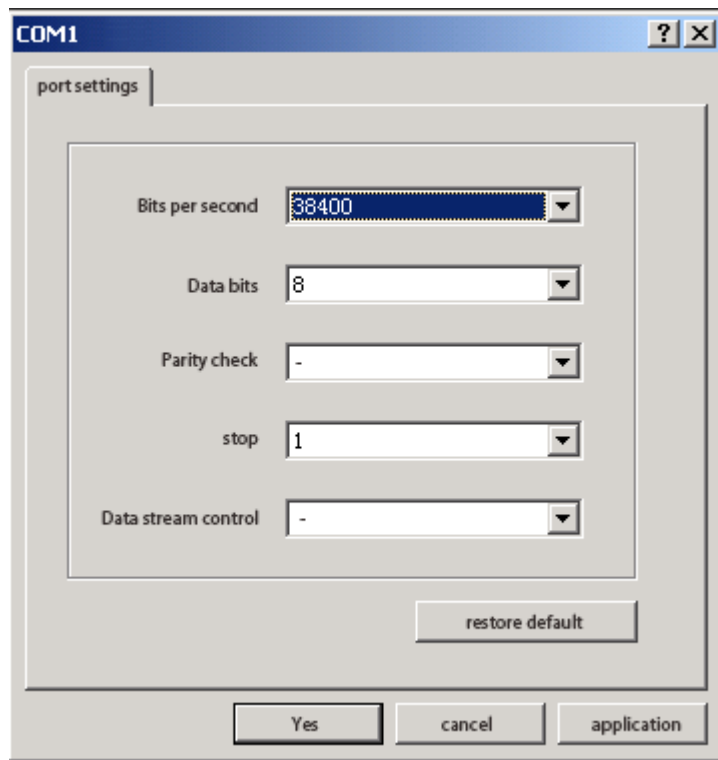 COM1
port settings
Bits per second 38400
Data bits 8
Parity check -
stop 1
Data stream control -
restore default
Yes cancel application